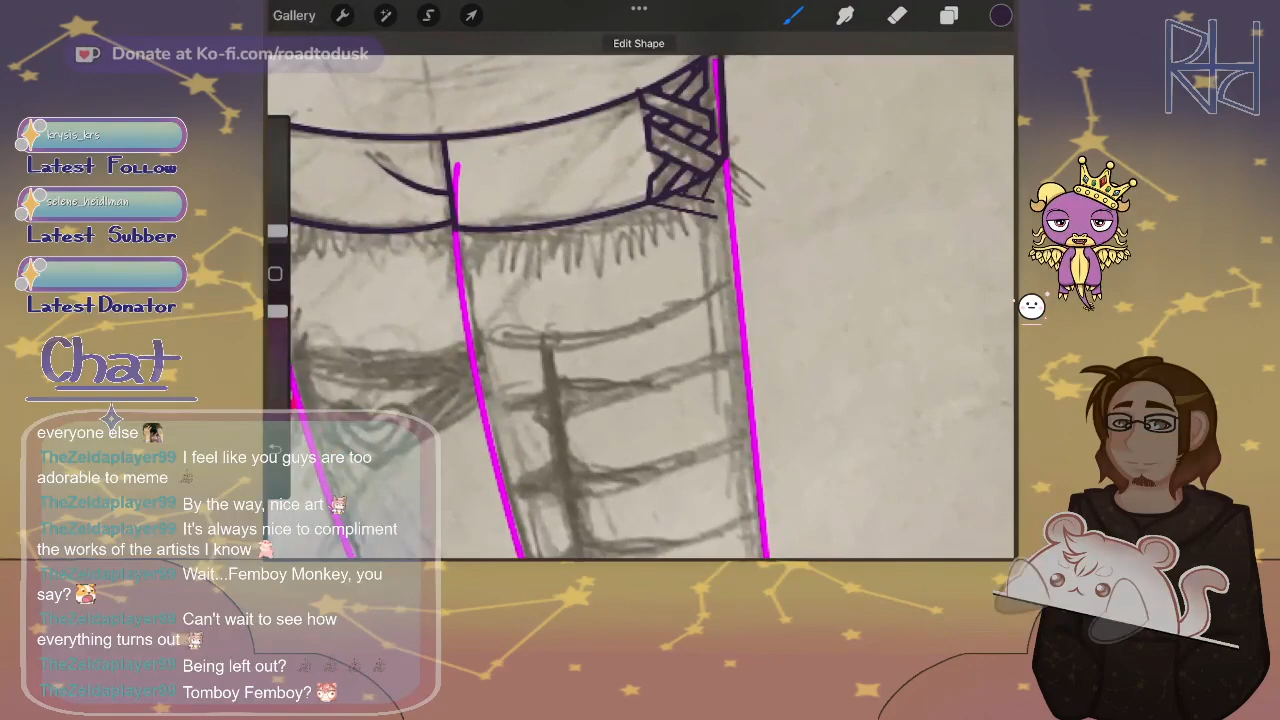 Gallery
Edit Shape
Donate at Ko-fi.com/roadtodusk
krysis_krs
Latest Follow
selene_heidlman
Latest Subber
Latest Donator
Chat
everyone else
TheZeldaplayer99 I feel like you guys are too
adorable to meme
TheZeldaplayer99 By the way, nice art
TheZeldaplayer99 It's always nice to compliment
the works of the artists I know
TheZeldaplayer99 Wait...Femboy Monkey, you
say?
TheZeldaplayer99 Can't wait to see how
everything turns out
TheZeldaplayer99 Being left out?
TheZeldaplayer99 Tomboy Femboy?